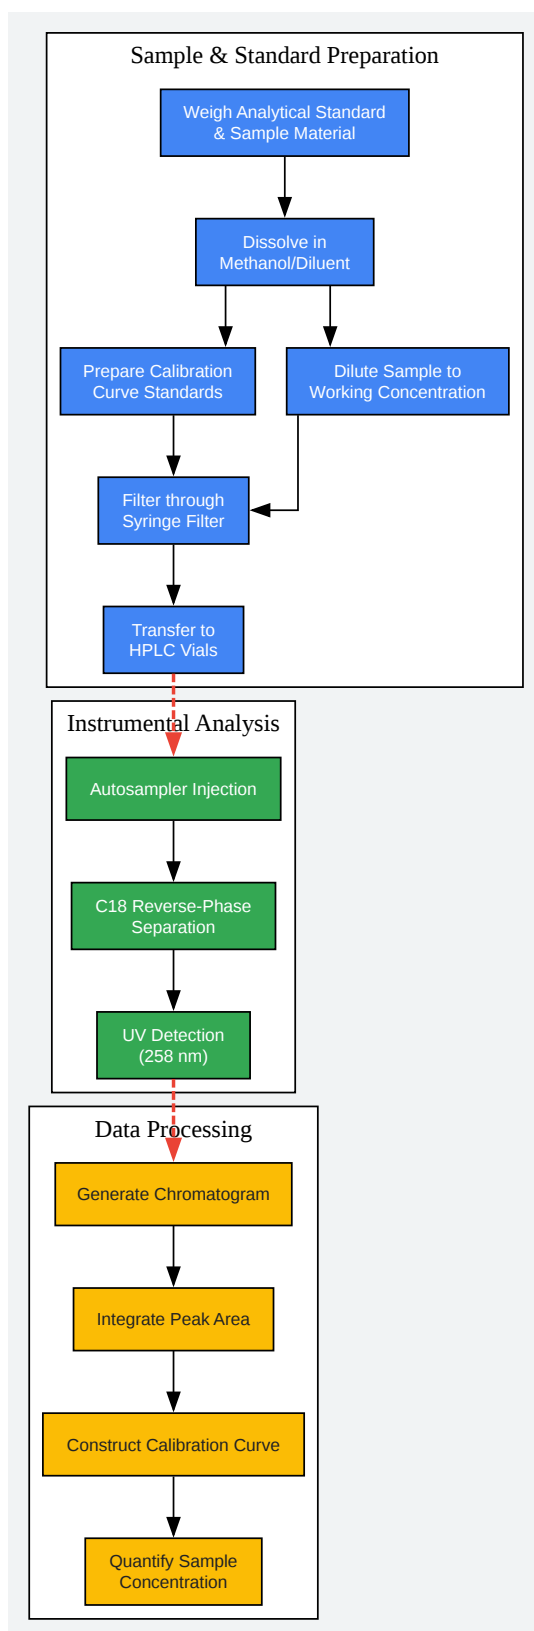 Sample & Standard Preparation
Weigh Analytical Standard
& Sample Material
Dissolve in
Methanol/Diluent
Prepare Calibration
Curve Standards
Dilute Sample to
Working Concentration
Filter through
Syringe Filter
Transfer to
HPLC Vials
Instrumental Analysis
Autosampler Injection
C18 Reverse-Phase
Separation
UV Detection
(258 nm)
Data Processing
Generate Chromatogram
Integrate Peak Area
Construct Calibration Curve
Quantify Sample
Concentration